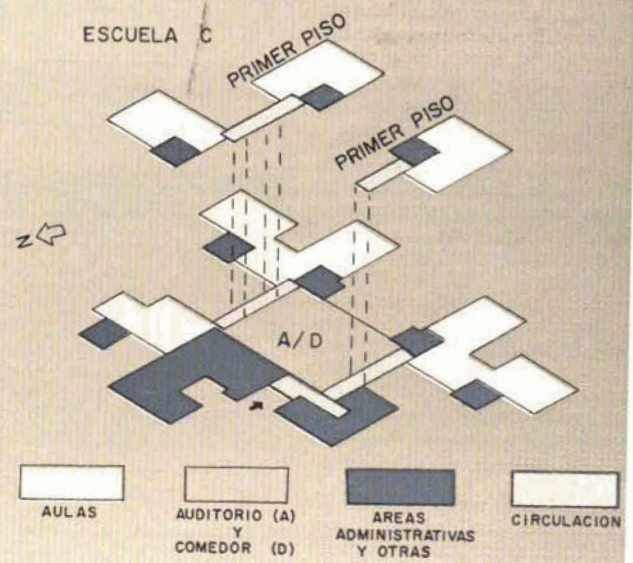 ESCUELA C
PRIMER PISO
PRIMER PISO
N
A/D
AULAS
AUDITORIO (A)
Y
COMEDOR (D)
AREAS
ADMINISTRATIVAS
Y OTRAS
CIRCULACION